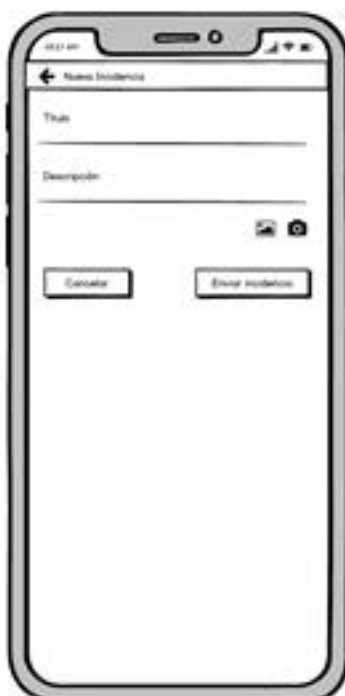 Nueva Incidencia
Título
Descripción
Cancelar
Enviar incidencia